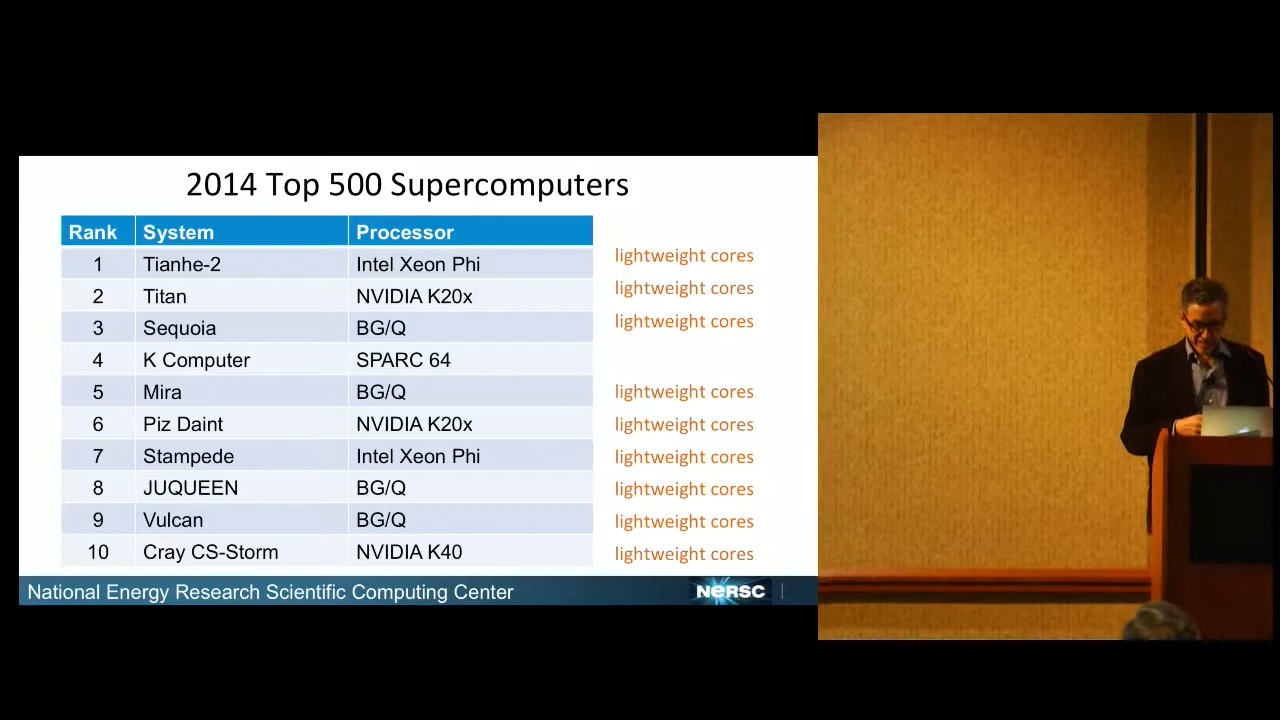 2014 Top 500 Supercomputers
Rank System Processor
1 Tianhe-2 Intel Xeon Phi lightweight cores
2 Titan NVIDIA K20x lightweight cores
3 Sequoia BG/Q lightweight cores
4 K Computer SPARC 64
5 Mira BG/Q lightweight cores
6 Piz Daint NVIDIA K20x lightweight cores
7 Stampede Intel Xeon Phi lightweight cores
8 JUQUEEN BG/Q lightweight cores
9 Vulcan BG/Q lightweight cores
10 Cray CS-Storm NVIDIA K40 lightweight cores
National Energy Research Scientific Computing Center NERSC